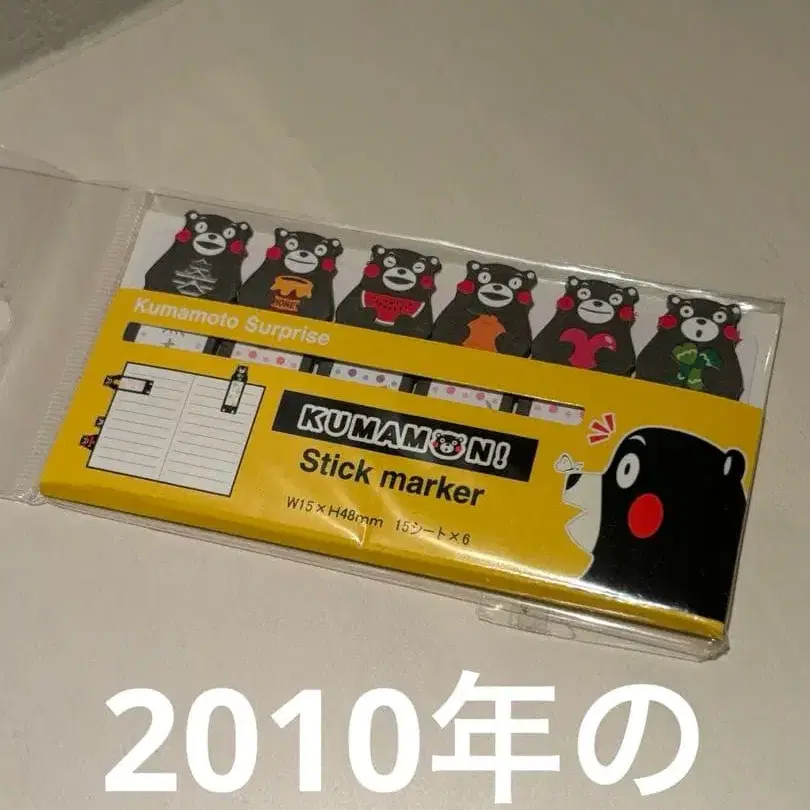 HONEY
Kumamoto Surprise
KUMAMON!
Stick marker
W15×H48mm 15シート×6
2010年の